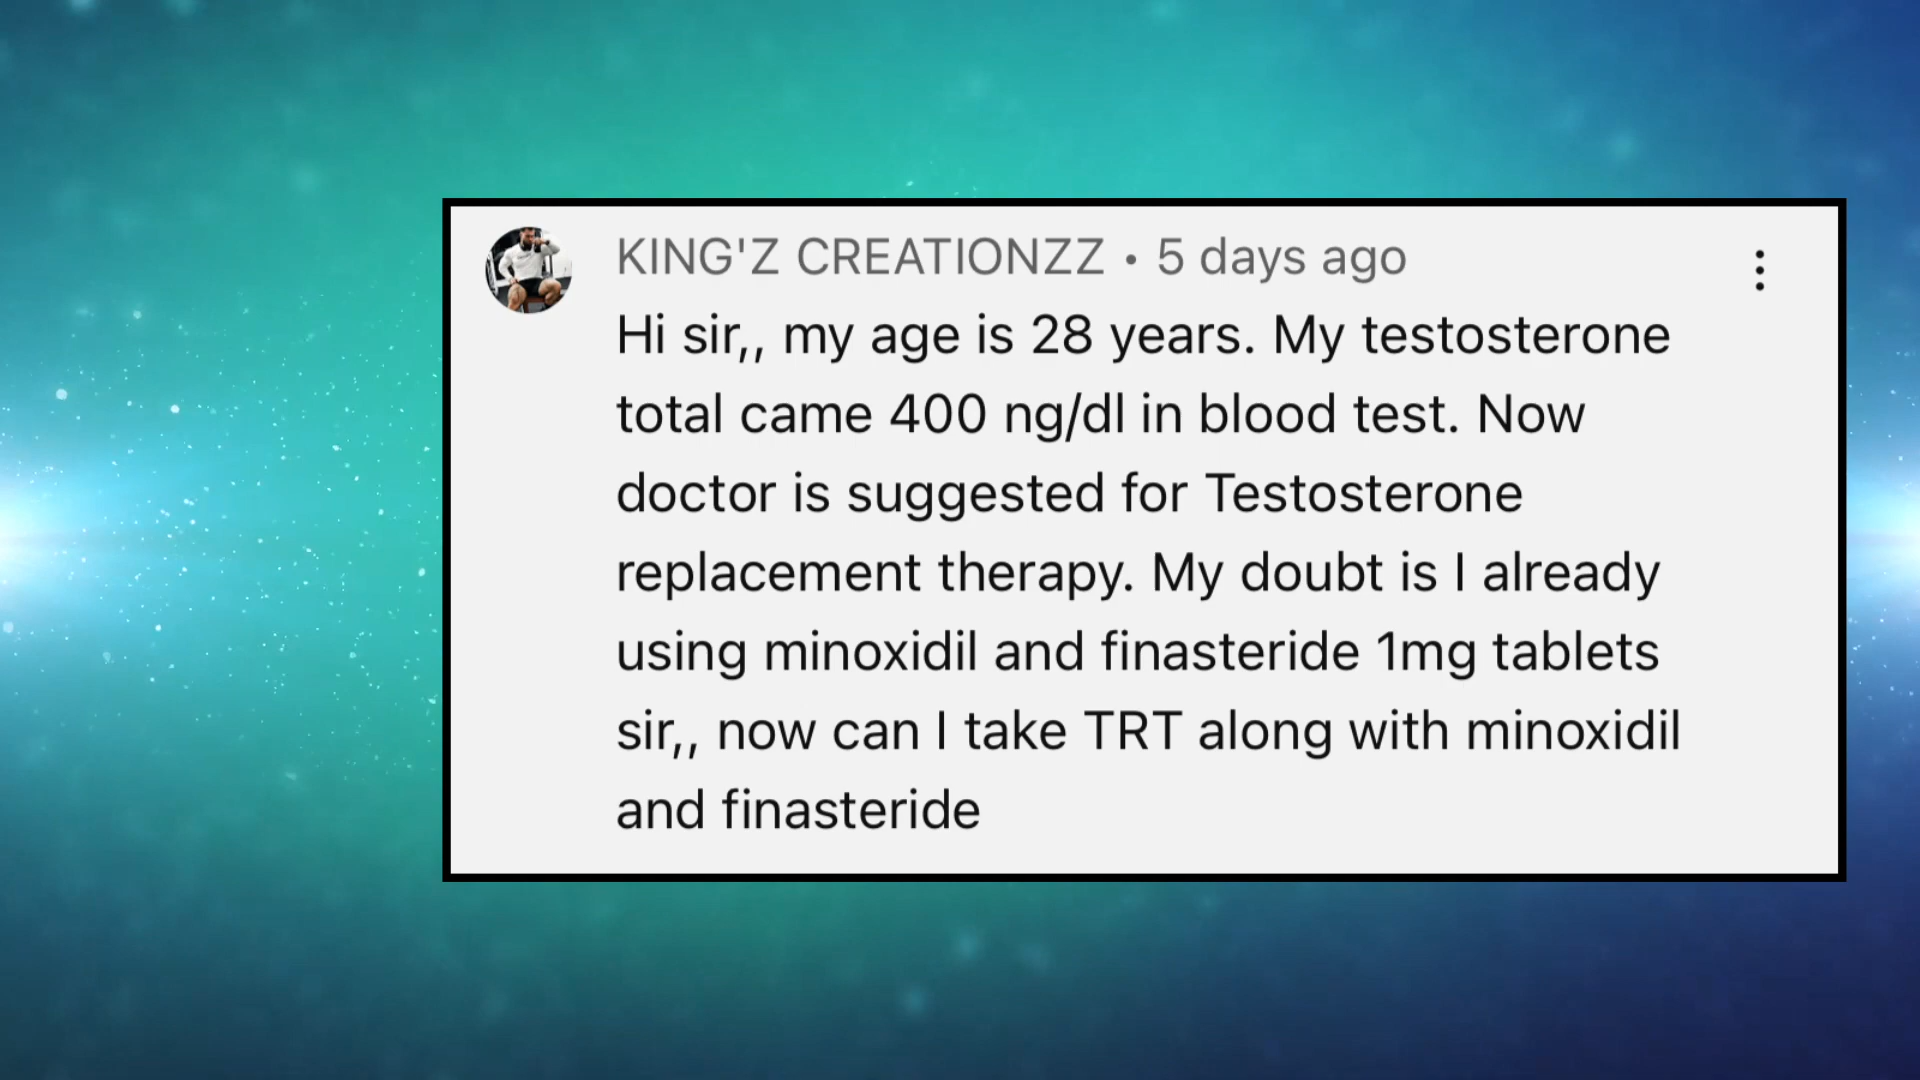 KING'Z CREATIONZZ • 5 days ago
Hi sir,, my age is 28 years. My testosterone
total came 400 ng/dl in blood test. Now
doctor is suggested for Testosterone
replacement therapy. My doubt is I already
using minoxidil and finasteride 1mg tablets
sir,, now can I take TRT along with minoxidil
and finasteride